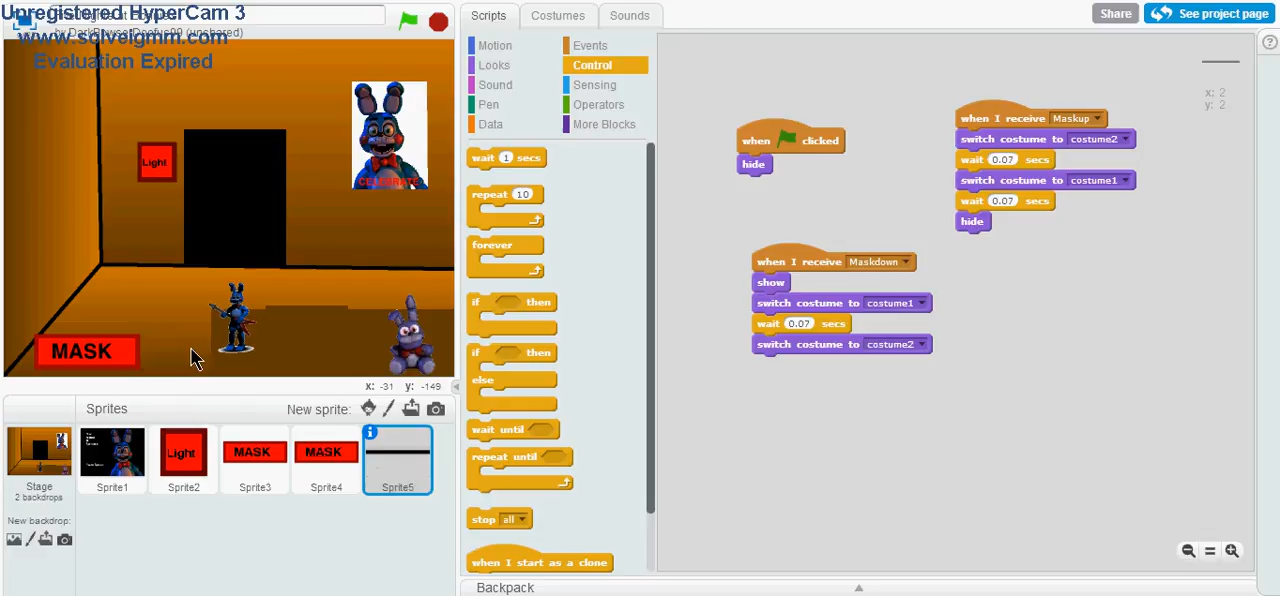 Unregistered HyperCam 3
www.solveigmm.com
Evaluation Expired
Light
CELEBRATE
MASK
x: -31 y: -149
Scripts
Costumes
Sounds
Share
See project page
Motion
Looks
Sound
Pen
Data
Events
Control
Sensing
Operators
More Blocks
wait 1 secs
repeat 10
forever
if then
if then
else
wait until
repeat until
stop all
when I start as a clone
when clicked
hide
when I receive Maskup
switch costume to costume2
wait 0.07 secs
switch costume to costume1
wait 0.07 secs
hide
when I receive Maskdown
show
switch costume to costume1
wait 0.07 secs
switch costume to costume2
x: 2
y: 2
Sprites
New sprite:
Stage
2 backdrops
New backdrop:
Sprite1
Light
Sprite2
MASK
Sprite3
MASK
Sprite4
Sprite5
Backpack